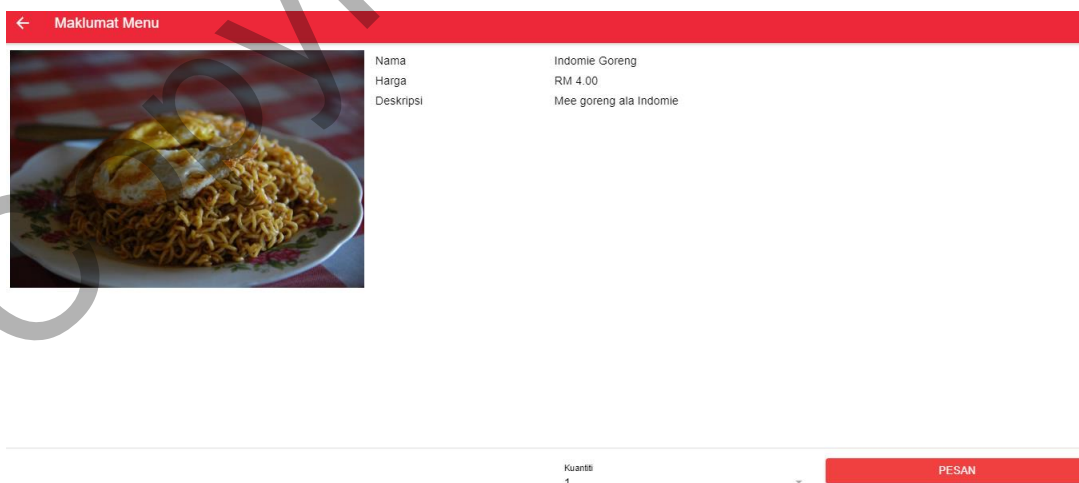 Maklumat Menu
Nama Indomie Goreng
Harga RM 4.00
Deskripsi Mee goreng ala Indomie
Kuantiti
1
PESAN